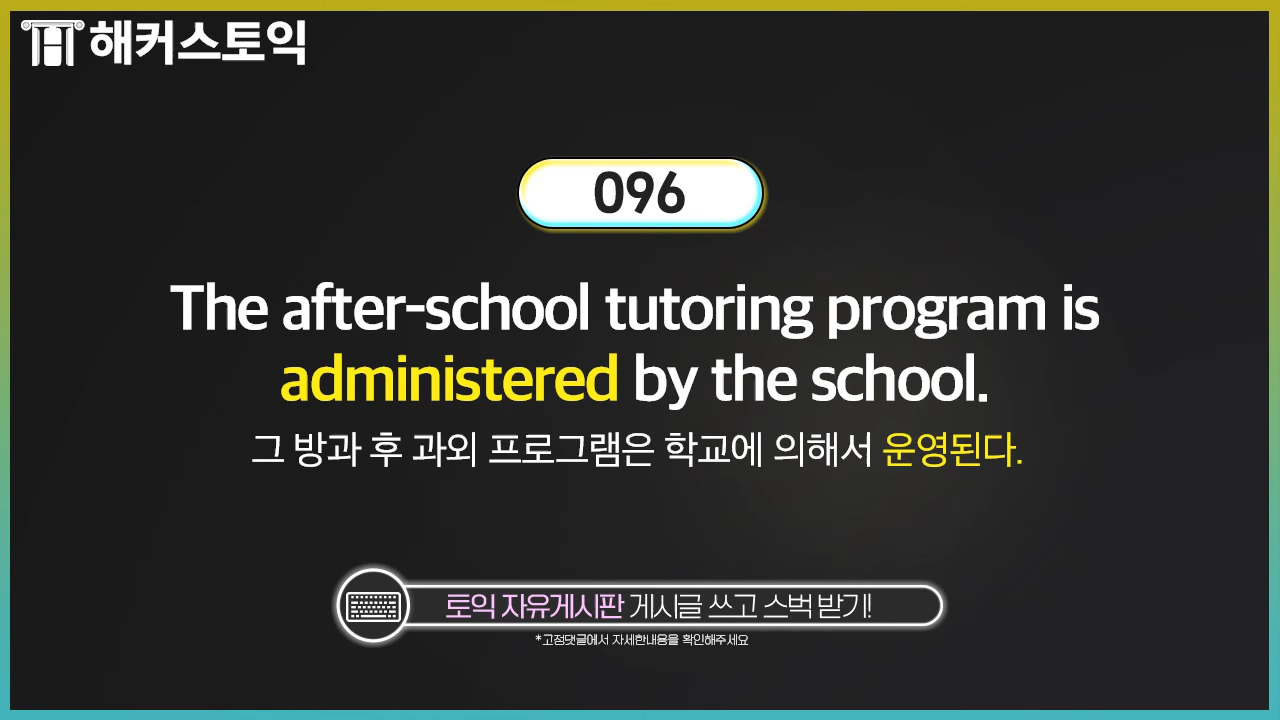 해커스토익
096
The after-school tutoring program is
administered by the school.
그 방과 후 과외 프로그램은 학교에 의해서 운영된다.
토익 자유게시판 게시글 쓰고 스벅 받기!
*고정댓글에서 자세한내용을 확인해주세요